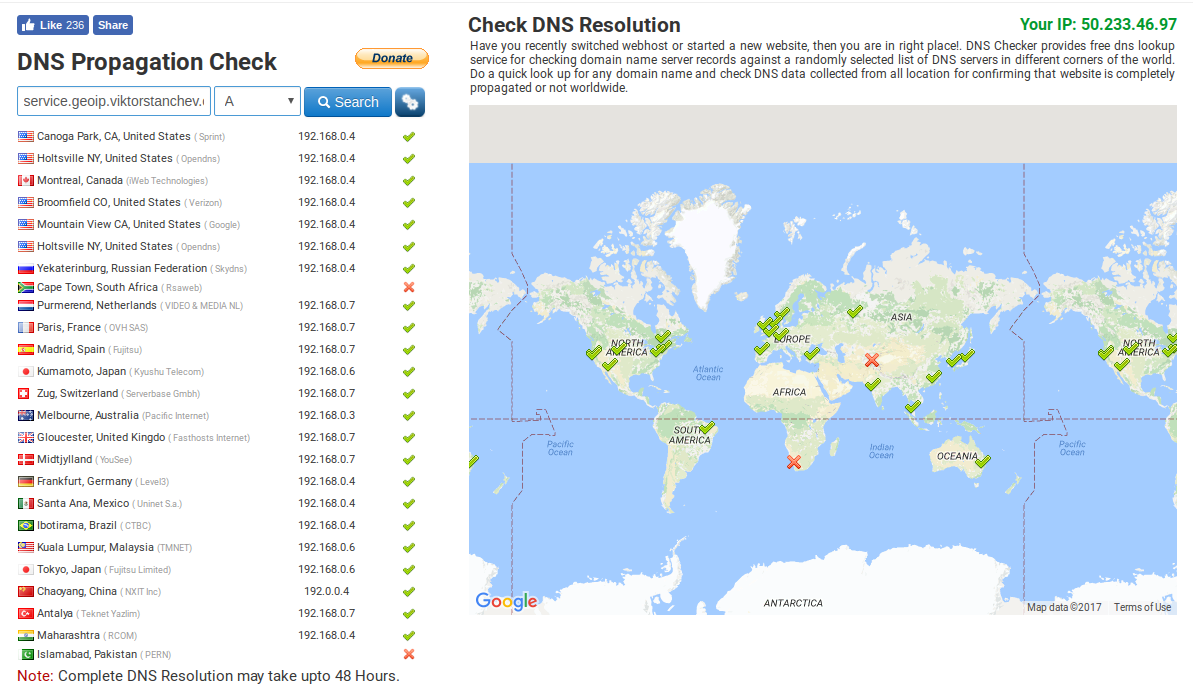 Like 236 Share
DNS Propagation Check
Donate
service.geoip.viktorstanchev.
A
Search
Canoga Park, CA, United States ( Sprint) 192.168.0.4
Holtsville NY, United States ( Opendns) 192.168.0.4
Montreal, Canada (iWeb Technologies) 192.168.0.4
Broomfield CO, United States ( Verizon) 192.168.0.4
Mountain View CA, United States ( Google) 192.168.0.4
Holtsville NY, United States ( Opendns) 192.168.0.4
Yekaterinburg, Russian Federation ( Skydns) 192.168.0.4
Cape Town, South Africa ( Rsaweb)
Purmerend, Netherlands ( VIDEO & MEDIA NL) 192.168.0.7
Paris, France ( OVH SAS) 192.168.0.7
Madrid, Spain ( Fujitsu) 192.168.0.7
Kumamoto, Japan ( Kyushu Telecom) 192.168.0.6
Zug, Switzerland ( Serverbase Gmbh) 192.168.0.7
Melbourne, Australia (Pacific Internet) 192.168.0.3
Gloucester, United Kingdo ( Fasthosts Internet) 192.168.0.7
Midtjylland ( YouSee) 192.168.0.7
Frankfurt, Germany ( Level3) 192.168.0.4
Santa Ana, Mexico ( Uninet S.a.) 192.168.0.4
Ibotirama, Brazil ( CTBC) 192.168.0.4
Kuala Lumpur, Malaysia (TMNET) 192.168.0.6
Tokyo, Japan ( Fujitsu Limited) 192.168.0.6
Chaoyang, China ( NXIT Inc) 192.0.0.4
Antalya ( Teknet Yazlim) 192.168.0.7
Maharashtra ( RCOM) 192.168.0.4
Islamabad, Pakistan ( PERN)
Note: Complete DNS Resolution may take upto 48 Hours.
Check DNS Resolution
Your IP: 50.233.46.97
Have you recently switched webhost or started a new website, then you are in right place!. DNS Checker provides free dns lookup
service for checking domain name server records against a randomly selected list of DNS servers in different corners of the world.
Do a quick look up for any domain name and check DNS data collected from all location for confirming that website is completely
propagated or not worldwide.
NORTH
AMERICA
EUROPE
ASIA
NORTH
AMERICA
Atlantic
Ocean
AFRICA
SOUTH
AMERICA
Pacific
Ocean
Indian
Ocean
OCEANIA
Pacific
Ocean
ANTARCTICA
Google
Map data ©2017 Terms of Use